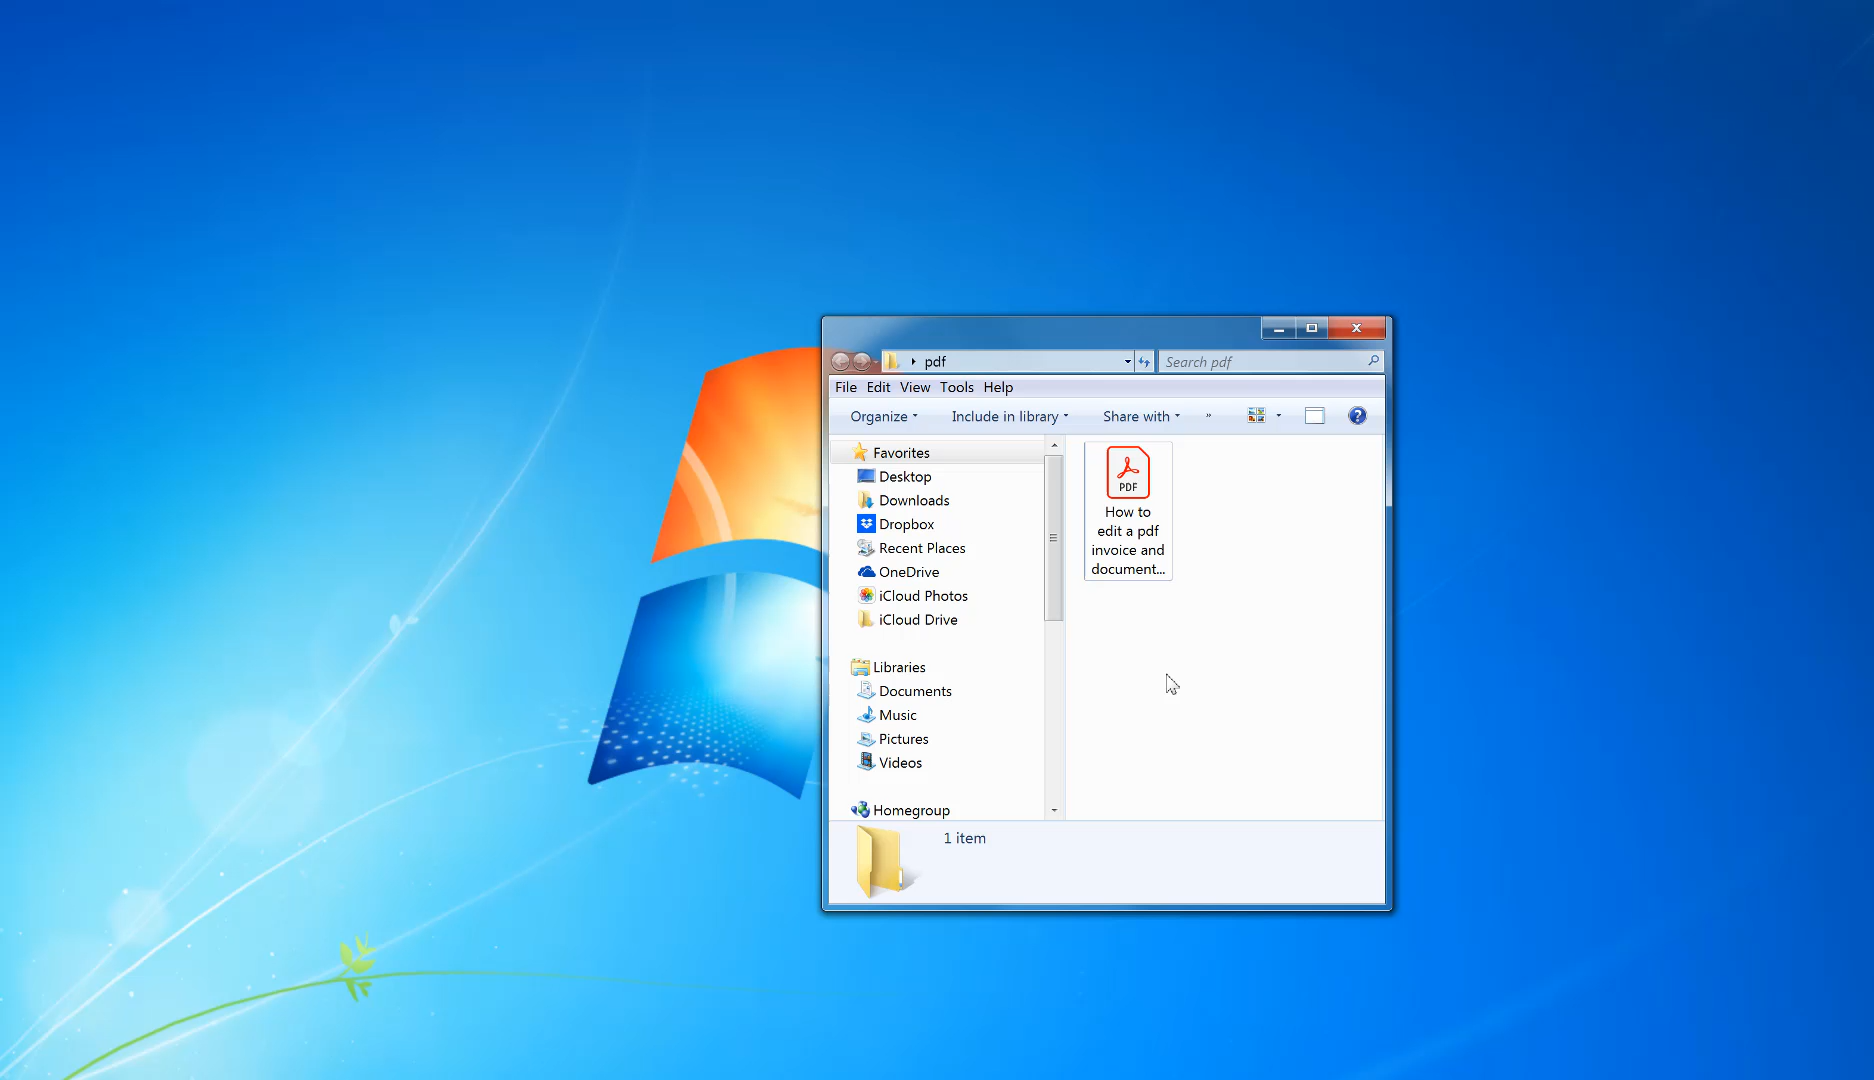 pdf
Search pdf
File Edit View Tools Help
Organize Include in library Share with »
Favorites
Desktop
Downloads
Dropbox
Recent Places
OneDrive
iCloud Photos
iCloud Drive
Libraries
Documents
Music
Pictures
Videos
Homegroup
PDF
How to
edit a pdf
invoice and
document...
1 item